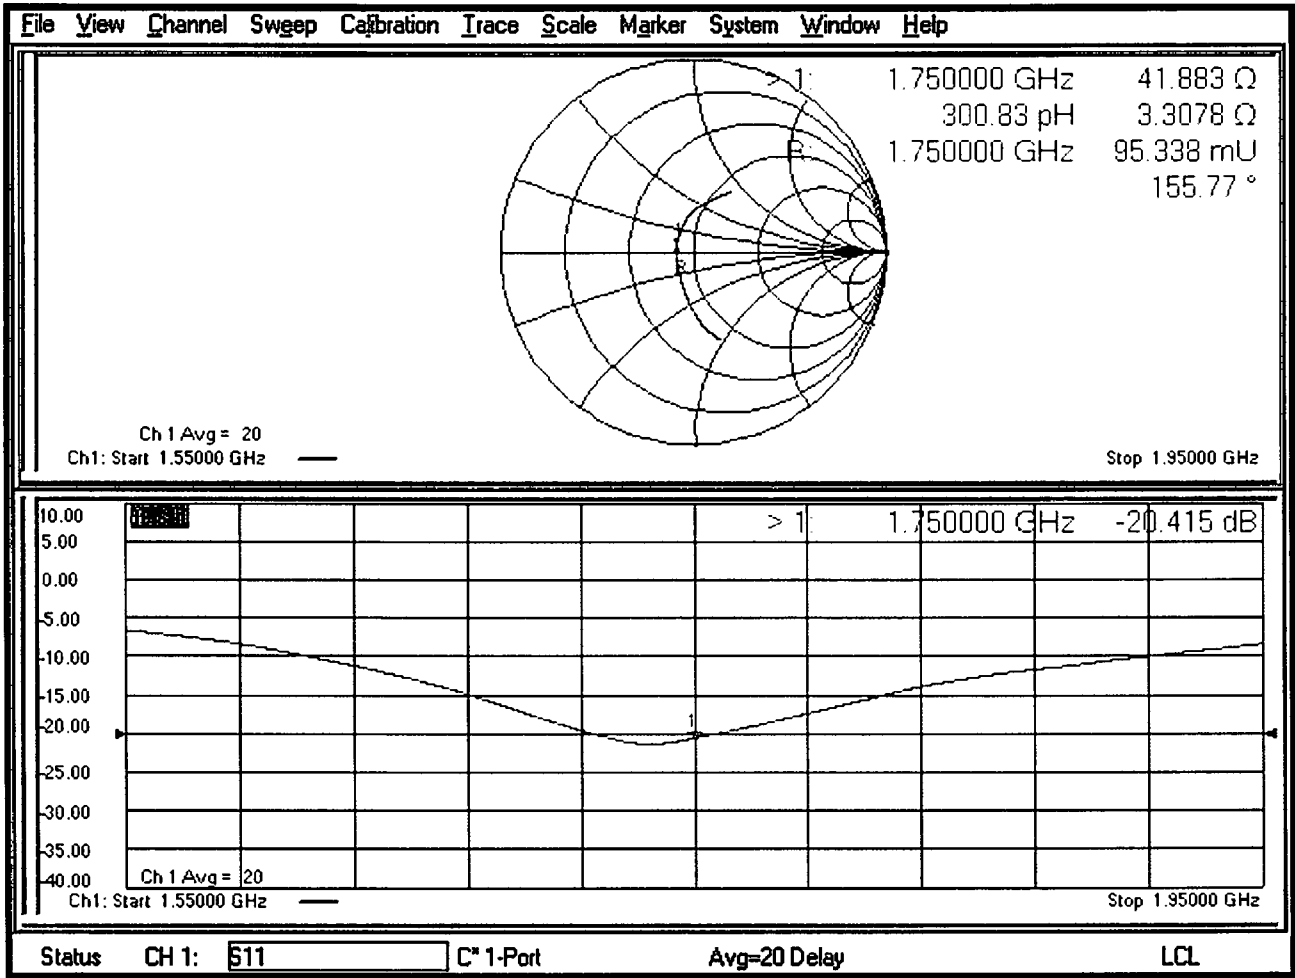 File View Channel Sweep Calibration Trace Scale Marker System Window Help
> 1: 1.750000 GHz 41.883 Ω
300.83 pH 3.3078 Ω
R: 1.750000 GHz 95.338 mU
155.77 °
R
Ch 1 Avg = 20
Ch1: Start 1.55000 GHz
Stop 1.95000 GHz
10.00
> 1: 1.750000 GHz -20.415 dB
5.00
0.00
-5.00
-10.00
-15.00
-20.00
1
-25.00
-30.00
-35.00
-40.00
Ch 1 Avg = 20
Ch1: Start 1.55000 GHz
Stop 1.95000 GHz
Status CH 1: S11 C* 1-Port Avg=20 Delay LCL